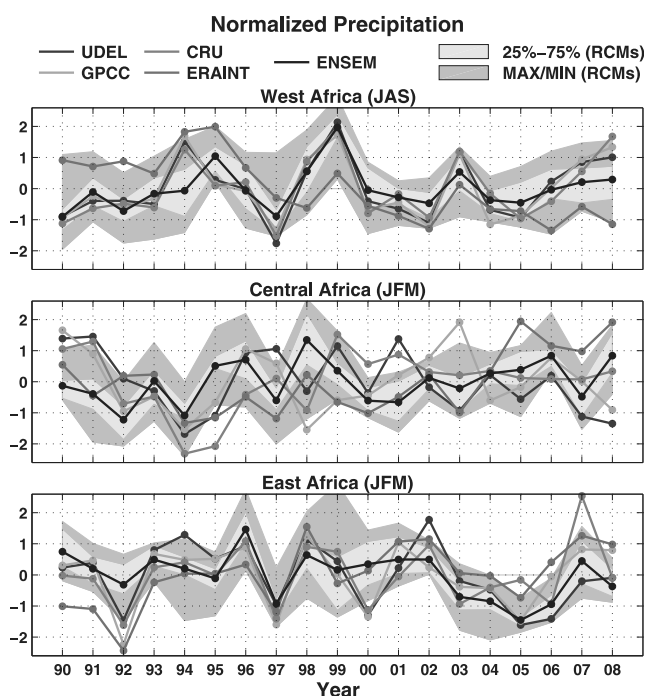 Normalized Precipitation
UDEL CRU ENSEM 25%–75% (RCMs)
GPCC ERAINT MAX/MIN (RCMs)
West Africa (JAS)
2
1
0
−1
−2
Central Africa (JFM)
2
1
0
−1
−2
East Africa (JFM)
2
1
0
−1
−2
90 91 92 93 94 95 96 97 98 99 00 01 02 03 04 05 06 07 08
Year